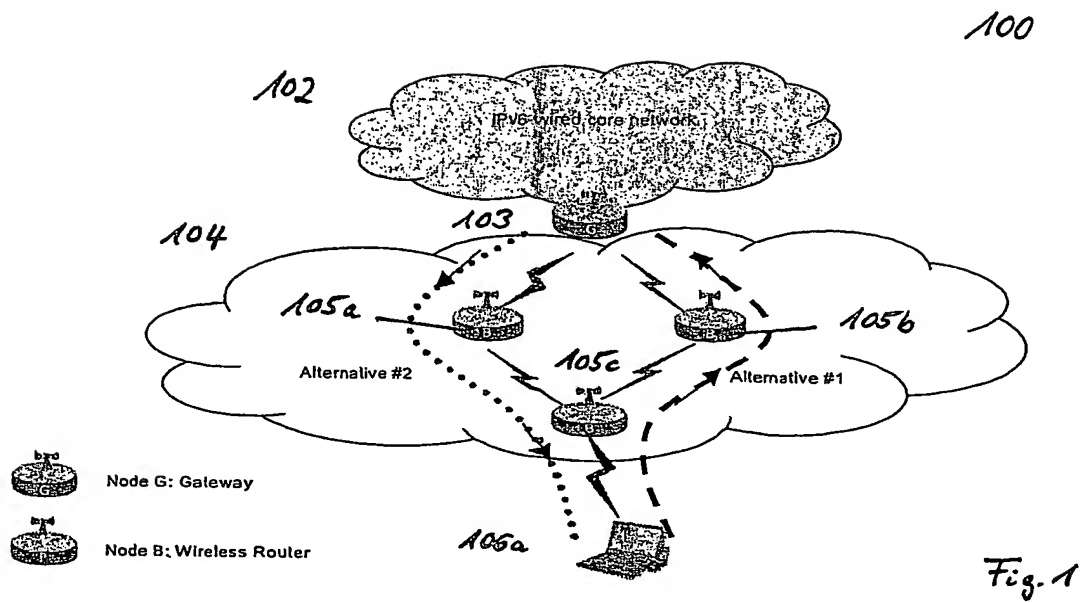 100
102
IPv6-wired core network
103
G
104
105a
B
B
105b
105c
Alternative #2
Alternative #1
G
Node G: Gateway
Node B: Wireless Router
106a
Fig. 1